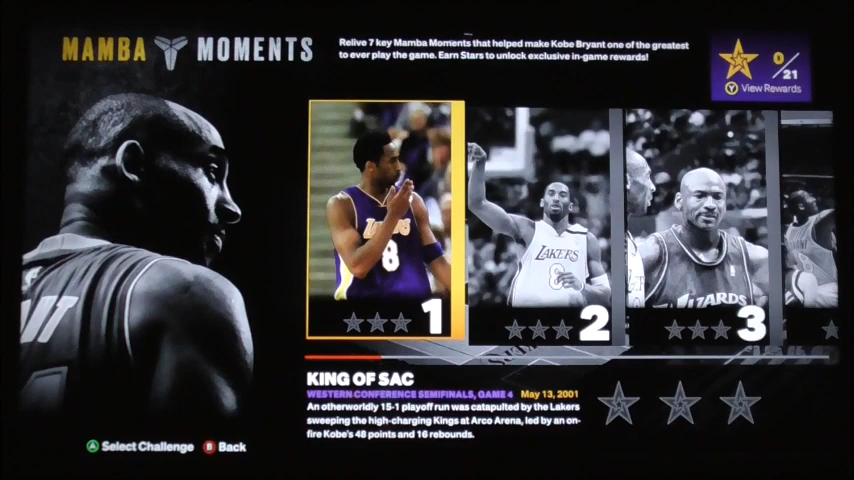 MAMBA MOMENTS
Relive 7 key Mamba Moments that helped make Kobe Bryant one of the greatest
to ever play the game. Earn Stars to unlock exclusive in-game rewards!
0/21
Y View Rewards
LAKERS
8
1
LAKERS
8
2
WIZARDS
3
KING OF SAC
WESTERN CONFERENCE SEMIFINALS, GAME 4 May 13, 2001
An otherworldly 15-1 playoff run was catapulted by the Lakers
sweeping the high-charging Kings at Arco Arena, led by an on-
fire Kobe's 48 points and 16 rebounds.
A Select Challenge B Back